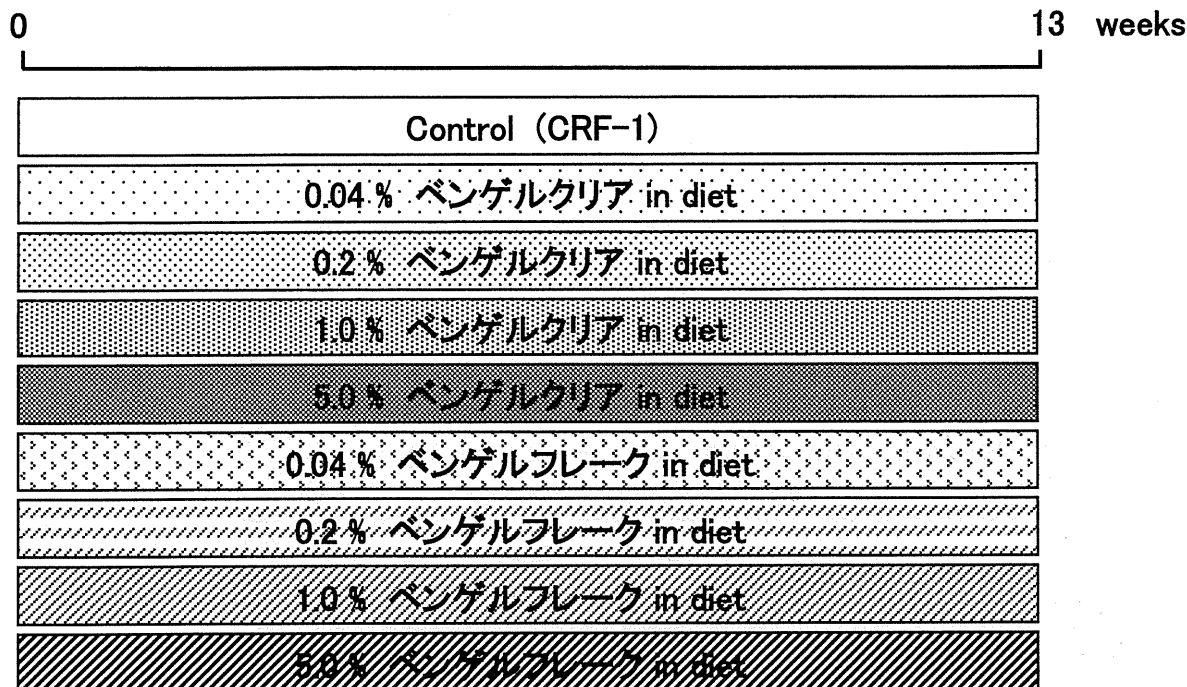 0 13 weeks
Control (CRF-1)
0.04 % ベンゲルクリア in diet
0.2 % ベンゲルクリア in diet
1.0 % ベンゲルクリア in diet
5.0 % ベンゲルクリア in diet
0.04 % ベンゲルフレーク in diet
0.2 % ベンゲルフレーク in diet
1.0 % ベンゲルフレーク in diet
5.0 % ベンゲルフレーク in diet